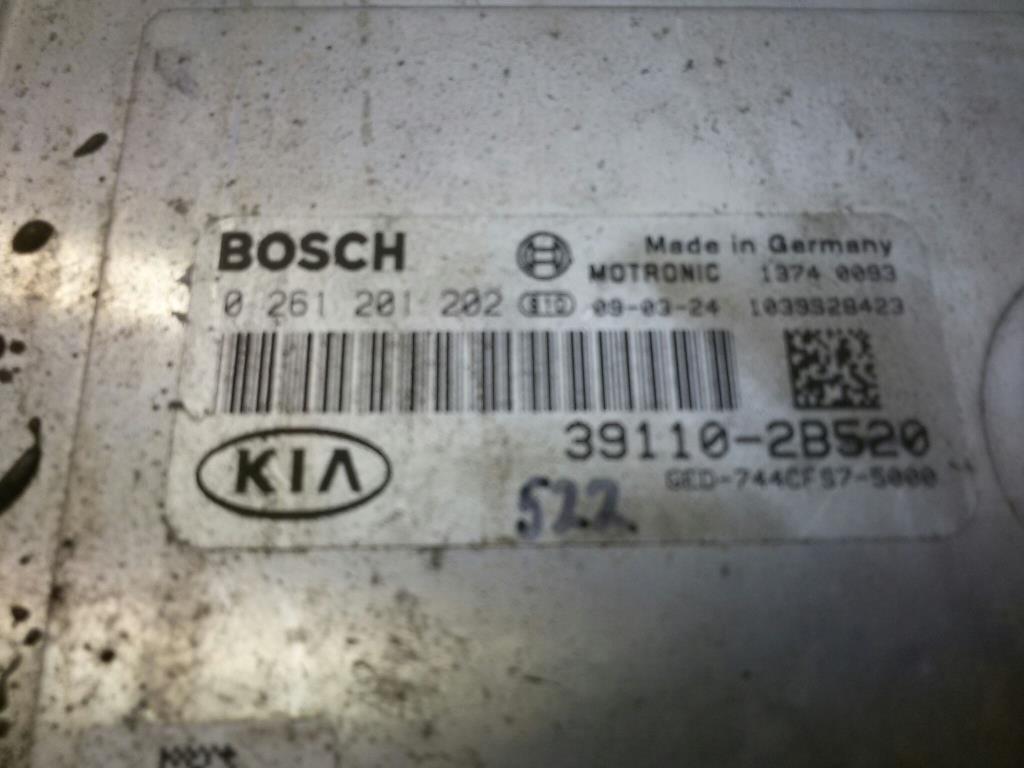 BOSCH
Made in Germany
MOTRONIC 1374 0093
0 261 201 202 09-03-24 1039S28423
39110-2B520
KIA
GED-744CFS7-5000
522